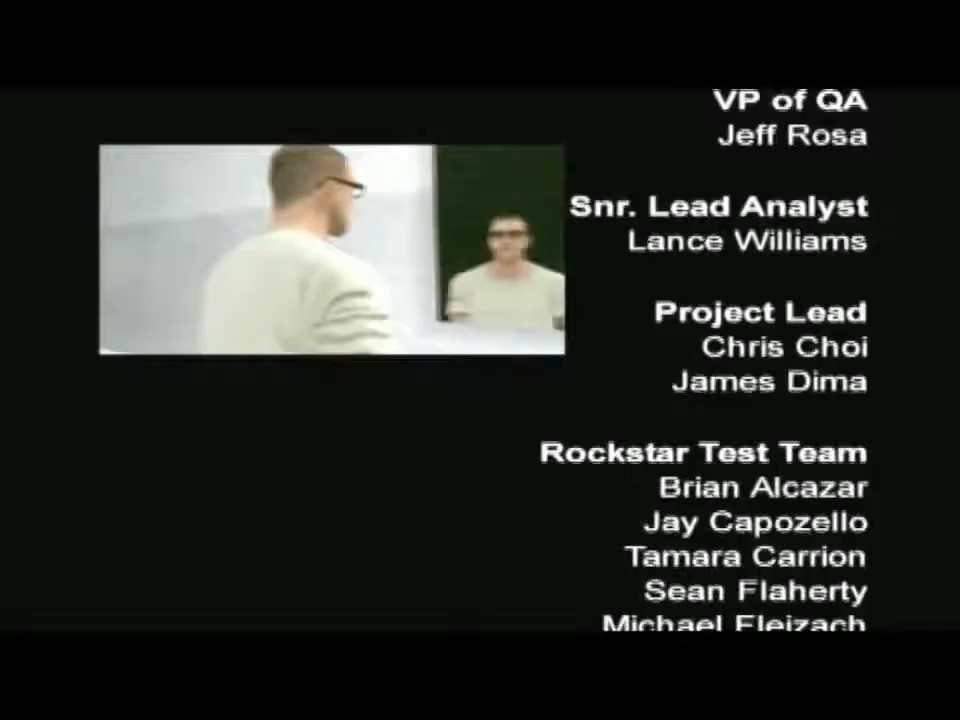 VP of QA
Jeff Rosa
Snr. Lead Analyst
Lance Williams
Project Lead
Chris Choi
James Dima
Rockstar Test Team
Brian Alcazar
Jay Capozello
Tamara Carrion
Sean Flaherty
Michael Fleizach